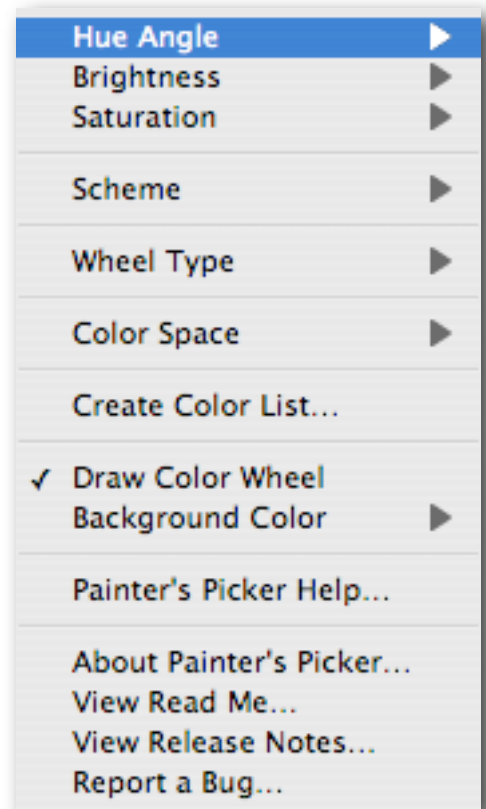 Hue Angle
Brightness
Saturation
Scheme
Wheel Type
Color Space
Create Color List...
✓ Draw Color Wheel
Background Color
Painter's Picker Help...
About Painter's Picker...
View Read Me...
View Release Notes...
Report a Bug...